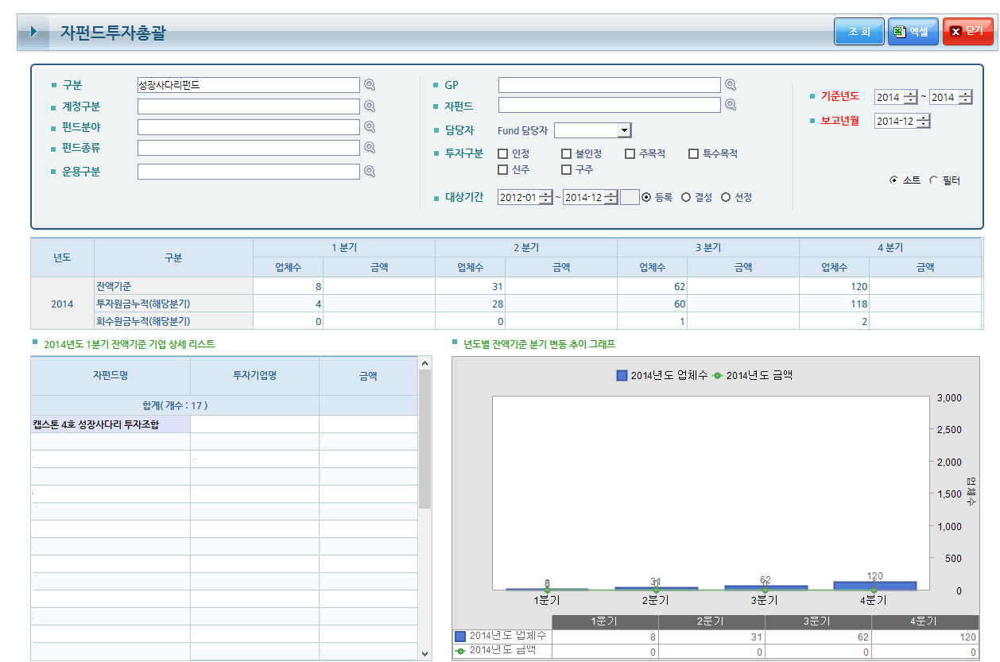 자펀드투자총괄
조 회 엑셀 닫기
구분 성장사다리펀드
계정구분
펀드분야
펀드종류
운용구분
GP
자펀드
담당자 Fund 담당자
투자구분 인정 불인정 주목적 특수목적
신주 구주
대상기간 2012-01 ~ 2014-12 등록 결성 선정
기준년도 2014 ~ 2014
보고년월 2014-12
소트 필터
년도 구분 1 분기 2 분기 3 분기 4 분기
업체수 금액 업체수 금액 업체수 금액 업체수 금액
2014
잔액기준 8 31 62 120
투자원금누적(해당분기) 4 28 60 118
회수원금누적(해당분기) 0 0 1 2
2014년도 1분기 잔액기준 기업 상세 리스트
자펀드명 투자기업명 금액
합계( 개수 : 17 )
캡스톤 4호 성장사다리 투자조합
년도별 잔액기준 분기 변동 추이 그래프
2014년도 업체수 2014년도 금액
3,000
2,500
2,000
1,500
1,000
500
0
업체수
8 31 62 120
0 0 0 0
1분기 2분기 3분기 4분기
1분기 2분기 3분기 4분기
2014년도 업체수 8 31 62 120
2014년도 금액 0 0 0 0